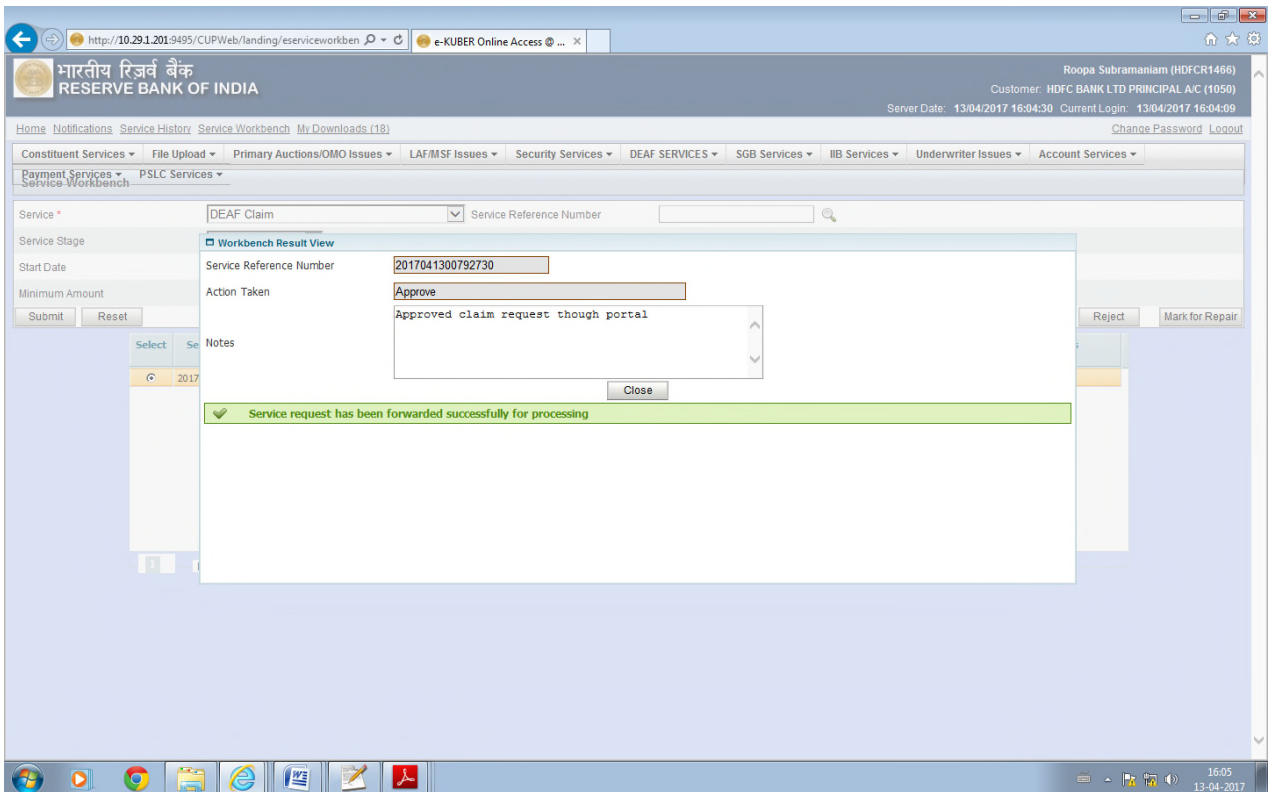 http://10.29.1.201:9495/CUPWeb/landing/eserviceworkben
e-KUBER Online Access @ ...
भारतीय रिज़र्व बैंक
RESERVE BANK OF INDIA
Roopa Subramaniam (HDFCR1466)
Customer: HDFC BANK LTD PRINCIPAL A/C (1050)
Server Date: 13/04/2017 16:04:30 Current Login: 13/04/2017 16:04:09
Home Notifications Service History Service Workbench My Downloads (18) Change Password Logout
Constituent Services File Upload Primary Auctions/OMO Issues LAF/MSF Issues Security Services DEAF SERVICES SGB Services IIB Services Underwriter Issues Account Services
Payment Services PSLC Services
Service Workbench
Service * DEAF Claim Service Reference Number
Service Stage
Workbench Result View
Start Date
Service Reference Number 2017041300792730
Minimum Amount
Action Taken Approve
Submit Reset Reject Mark for Repair
Approved claim request though portal
Notes
Select Se
2017
Close
Service request has been forwarded successfully for processing
1
16:05
13-04-2017